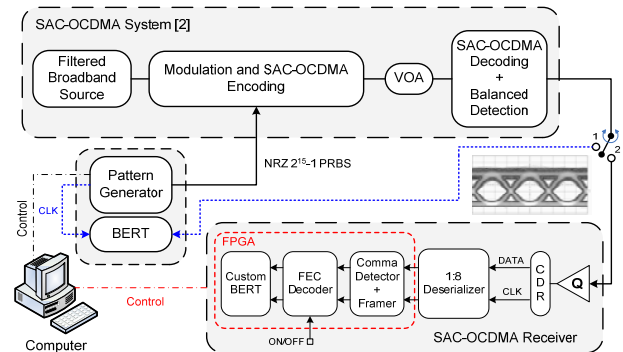 SAC-OCDMA System [2]
Filtered
Broadband
Source
Modulation and SAC-OCDMA
Encoding
VOA
SAC-OCDMA
Decoding
+
Balanced
Detection
1
2
NRZ 2¹⁵-1 PRBS
Pattern
Generator
CLK
BERT
Control
Computer
Control
FPGA
Custom
BERT
FEC
Decoder
Comma
Detector
+
Framer
1:8
Deserializer
DATA
CLK
C
D
R
Q
ON/OFF
SAC-OCDMA Receiver